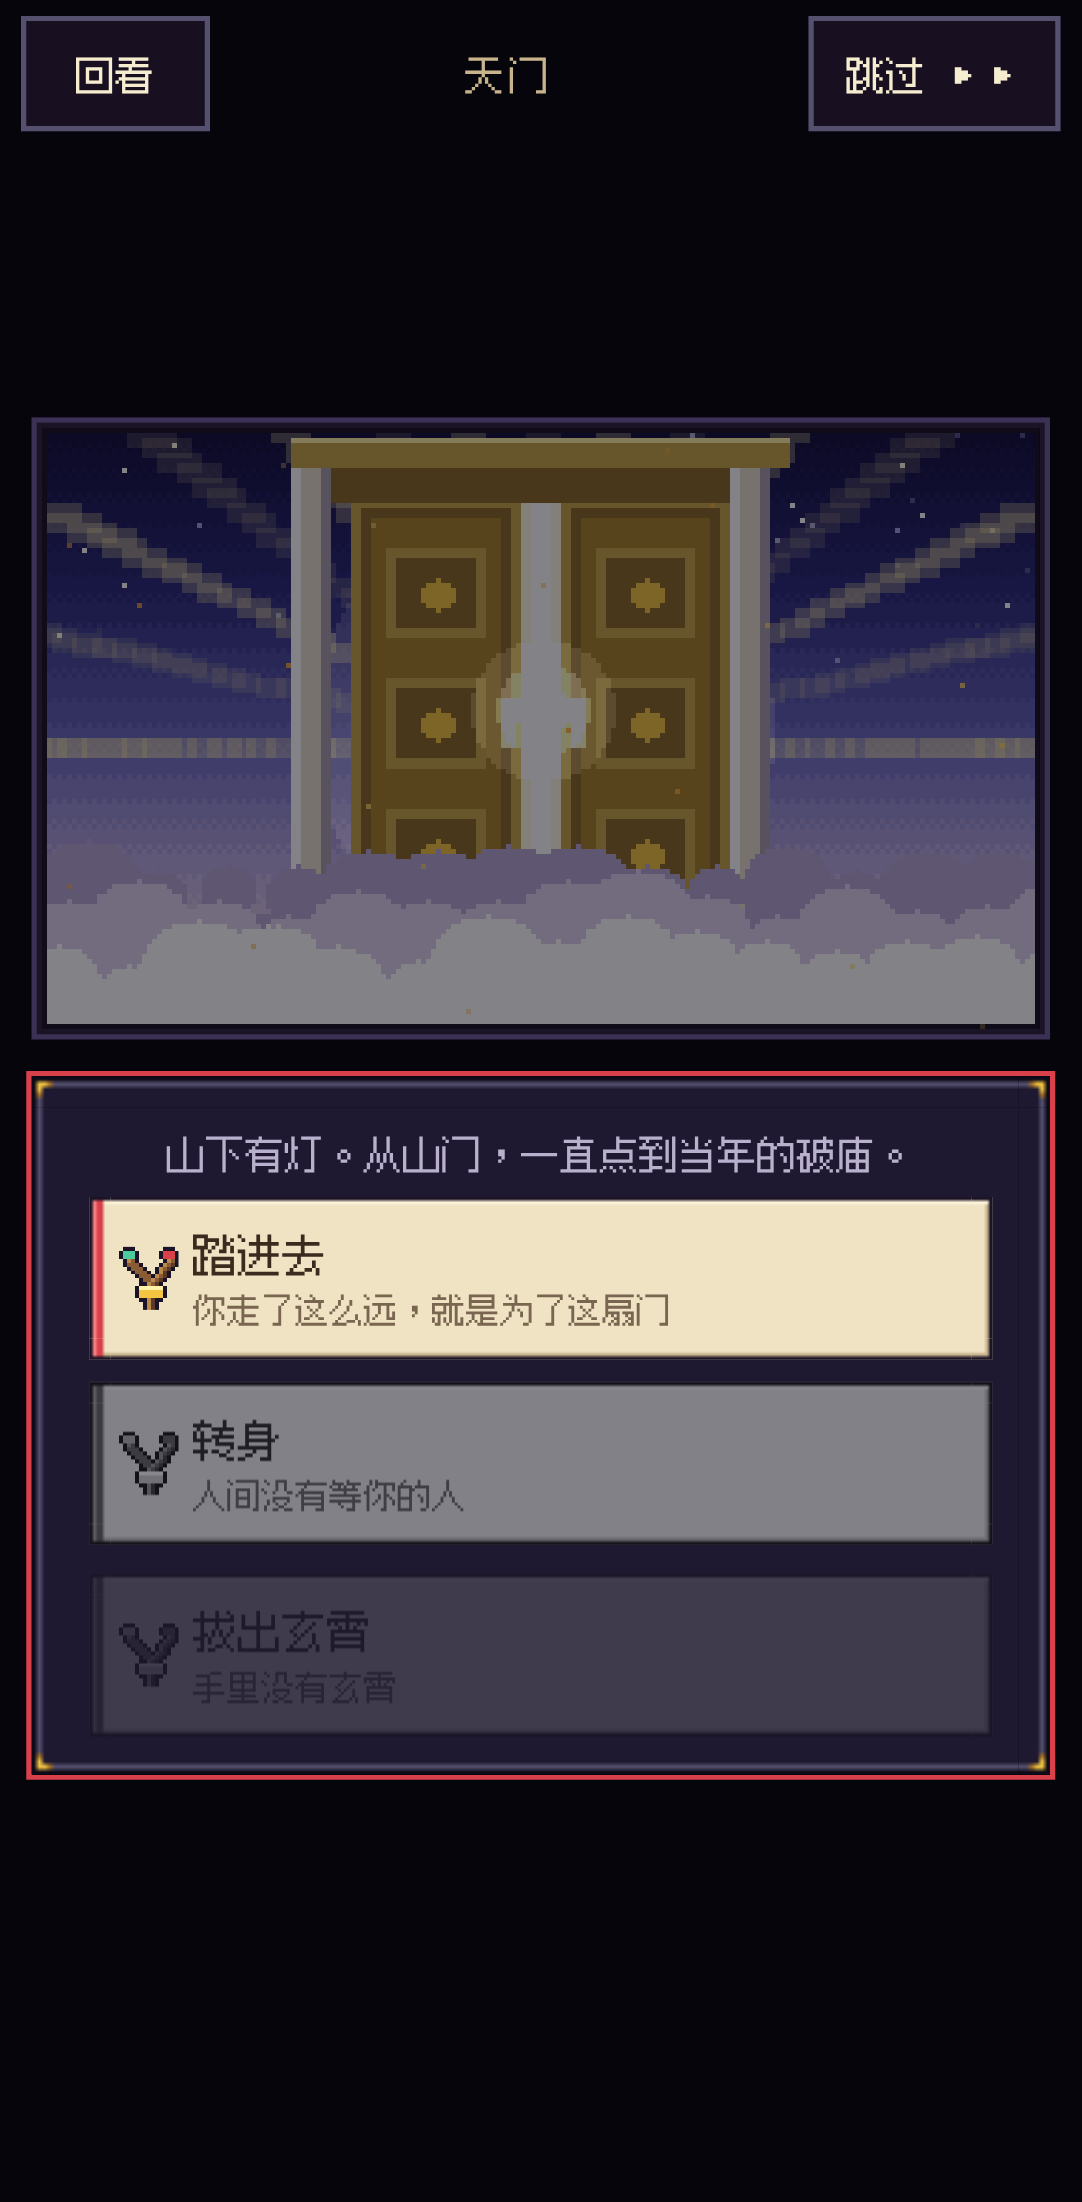 回看
天门
跳过 ▸ ▸
山下有灯。从山门，一直点到当年的破庙。
踏进去
你走了这么远，就是为了这扇门
转身
人间没有等你的人
拔出玄霄
手里没有玄霄